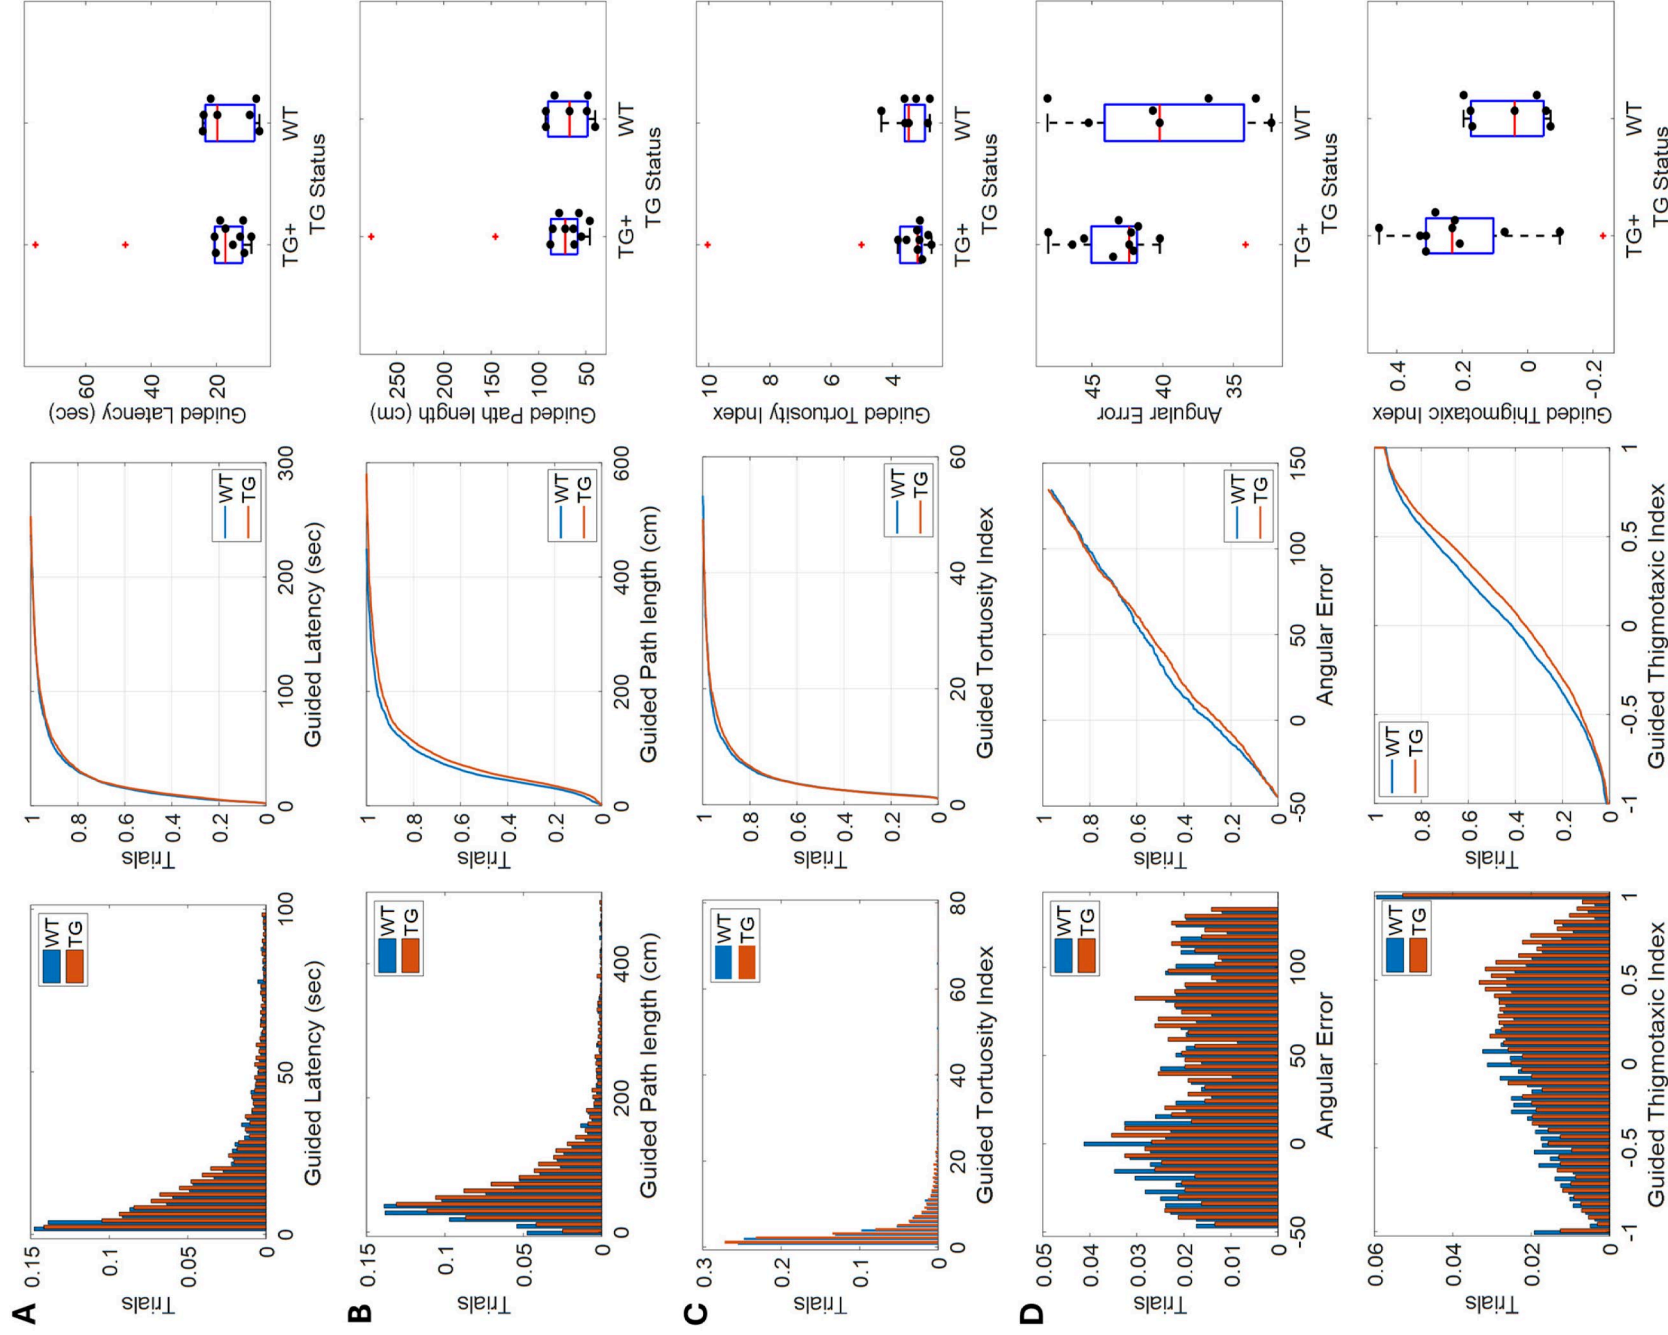 A
Trials
0.15
0.1
0.05
0
0
50
100
Guided Latency (sec)
WT
TG
Trials
1
0.8
0.6
0.4
0.2
0
0
100
200
300
Guided Latency (sec)
WT
TG
Guided Latency (sec)
60
40
20
TG+
WT
TG Status
B
Trials
0.15
0.1
0.05
0
0
200
400
Guided Path length (cm)
WT
TG
Trials
1
0.8
0.6
0.4
0.2
0
0
200
400
600
Guided Path length (cm)
WT
TG
Guided Path length (cm)
250
200
150
100
50
TG+
WT
TG Status
C
Trials
0.3
0.2
0.1
0
0
20
40
60
80
Guided Tortuosity Index
WT
TG
Trials
1
0.8
0.6
0.4
0.2
0
0
20
40
60
Guided Tortuosity Index
WT
TG
Guided Tortuosity Index
10
8
6
4
TG+
WT
TG Status
D
Trials
0.05
0.04
0.03
0.02
0.01
0
-50
0
50
100
Angular Error
WT
TG
Trials
1
0.8
0.6
0.4
0.2
0
-50
0
50
100
150
Angular Error
WT
TG
Angular Error
45
40
35
TG+
WT
TG Status
Trials
0.06
0.04
0.02
0
-1
-0.5
0
0.5
1
Guided Thigmotaxic Index
WT
TG
Trials
1
0.8
0.6
0.4
0.2
0
-1
-0.5
0
0.5
1
Guided Thigmotaxic Index
WT
TG
Guided Thigmotaxic Index
0.4
0.2
0
-0.2
TG+
WT
TG Status